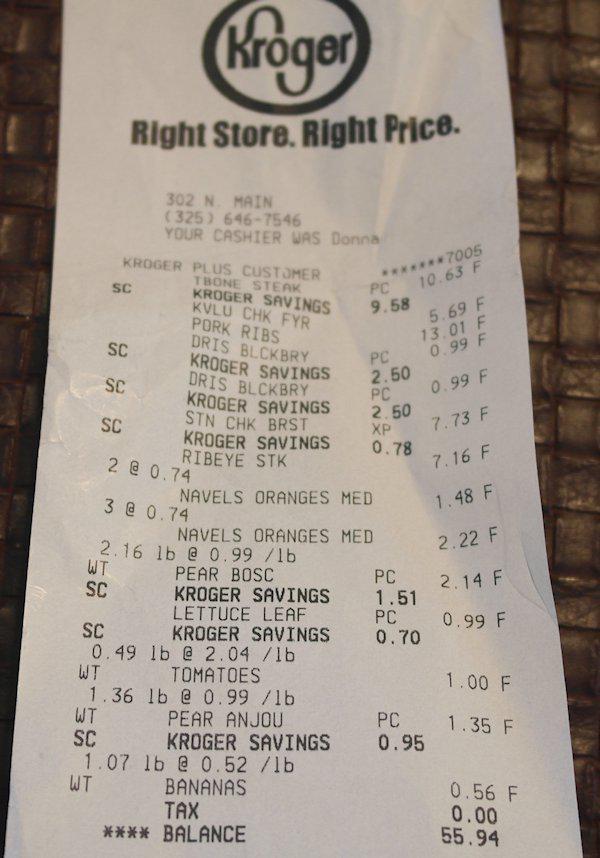 Kroger
Right Store. Right Price.
302 N. MAIN
(325) 646-7546
YOUR CASHIER WAS Donna
KROGER PLUS CUSTOMER *******7005
TBONE STEAK PC 10.63 F
SC KROGER SAVINGS 9.58
KVLU CHK FYR 5.69 F
PORK RIBS 13.01 F
DRIS BLCKBRY PC 0.99 F
SC KROGER SAVINGS 2.50
DRIS BLCKBRY PC 0.99 F
SC KROGER SAVINGS 2.50
STN CHK BRST XP 7.73 F
SC KROGER SAVINGS 0.78
RIBEYE STK 7.16 F
2 @ 0.74
NAVELS ORANGES MED 1.48 F
3 @ 0.74
NAVELS ORANGES MED 2.22 F
2.16 lb @ 0.99 /lb
WT PEAR BOSC PC 2.14 F
SC KROGER SAVINGS 1.51
LETTUCE LEAF PC 0.99 F
SC KROGER SAVINGS 0.70
0.49 lb @ 2.04 /lb
WT TOMATOES 1.00 F
1.36 lb @ 0.99 /lb
WT PEAR ANJOU PC 1.35 F
SC KROGER SAVINGS 0.95
1.07 lb @ 0.52 /lb
WT BANANAS 0.56 F
TAX 0.00
**** BALANCE 55.94